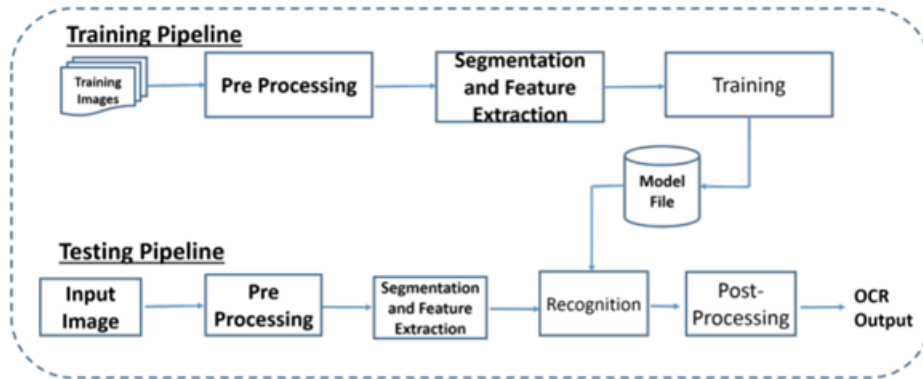 Training Pipeline
Training
Images
Pre Processing
Segmentation
and Feature
Extraction
Training
Model
File
Testing Pipeline
Input
Image
Pre
Processing
Segmentation
and Feature
Extraction
Recognition
Post-
Processing
OCR
Output